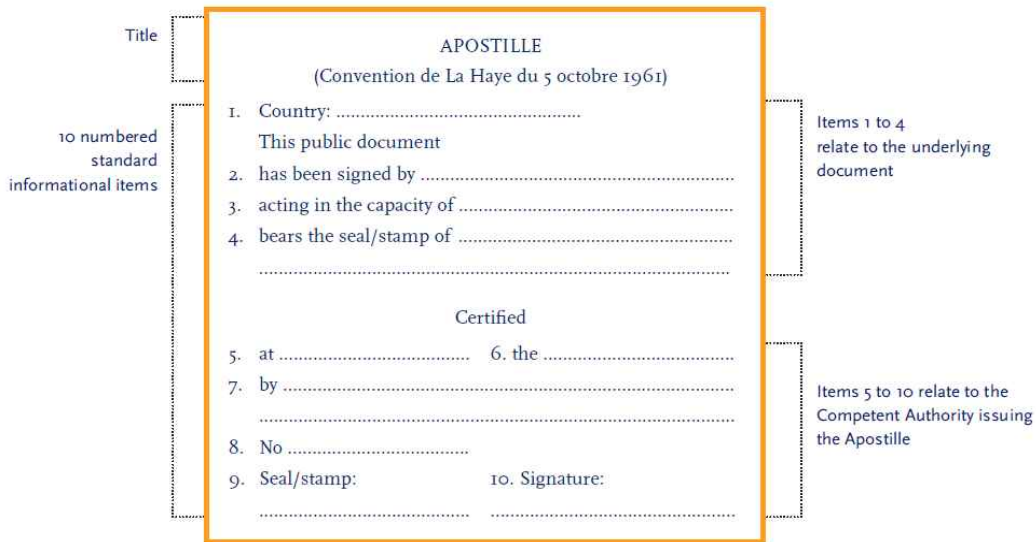 Title
APOSTILLE
(Convention de La Haye du 5 octobre 1961)
10 numbered
standard
informational items
1. Country: .................................................
This public document
2. has been signed by ...............................................................
3. acting in the capacity of .......................................................
4. bears the seal/stamp of .......................................................
..............................................................................................
Items 1 to 4
relate to the underlying
document
Certified
5. at ...................................... 6. the ......................................
7. by ..........................................................................................
...............................................................................................
8. No ....................................
9. Seal/stamp: 10. Signature:
.......................................... .................................................
Items 5 to 10 relate to the
Competent Authority issuing
the Apostille